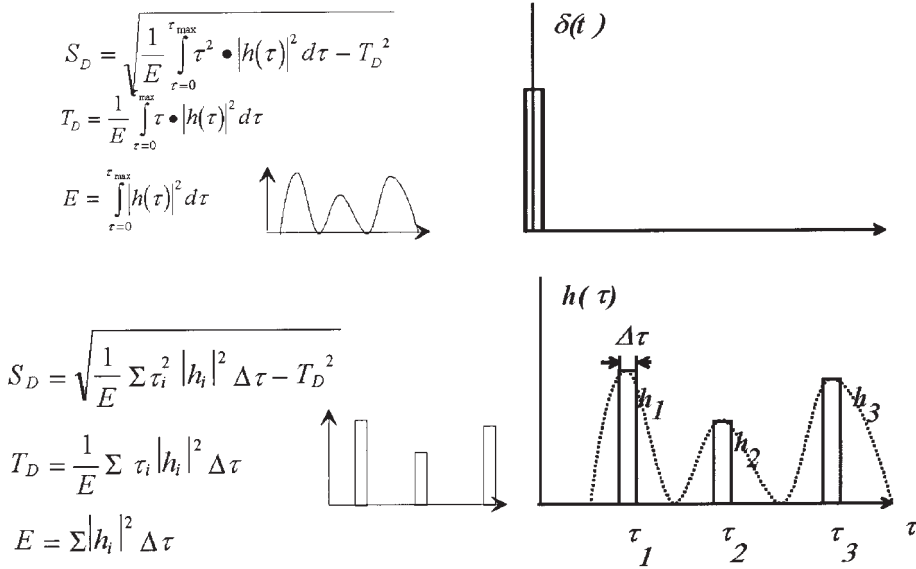 S_D = √(1/E ∫_{τ=0}^{τ_max} τ² • |h(τ)|² dτ − T_D²)
T_D = 1/E ∫_{τ=0}^{τ_max} τ • |h(τ)|² dτ
E = ∫_{τ=0}^{τ_max} |h(τ)|² dτ
δ(t)
S_D = √(1/E Σ τ_i² |h_i|² Δτ − T_D²)
T_D = 1/E Σ τ_i |h_i|² Δτ
E = Σ|h_i|² Δτ
h(τ)
Δτ
h_1 h_2 h_3
τ_1 τ_2 τ_3 τ